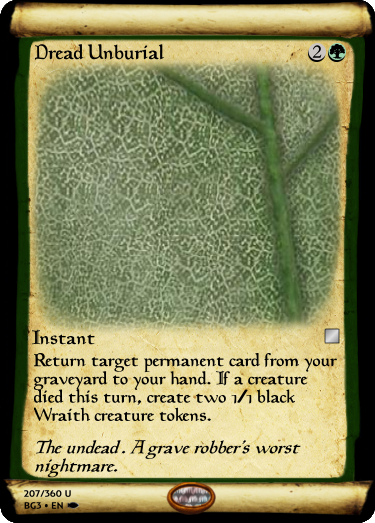 Dread Unburial 2
Instant
Return target permanent card from your
graveyard to your hand. If a creature
died this turn, create two 1/1 black
Wraith creature tokens.
The undead. A grave robber's worst
nightmare.
207/360 U
BG3 • EN